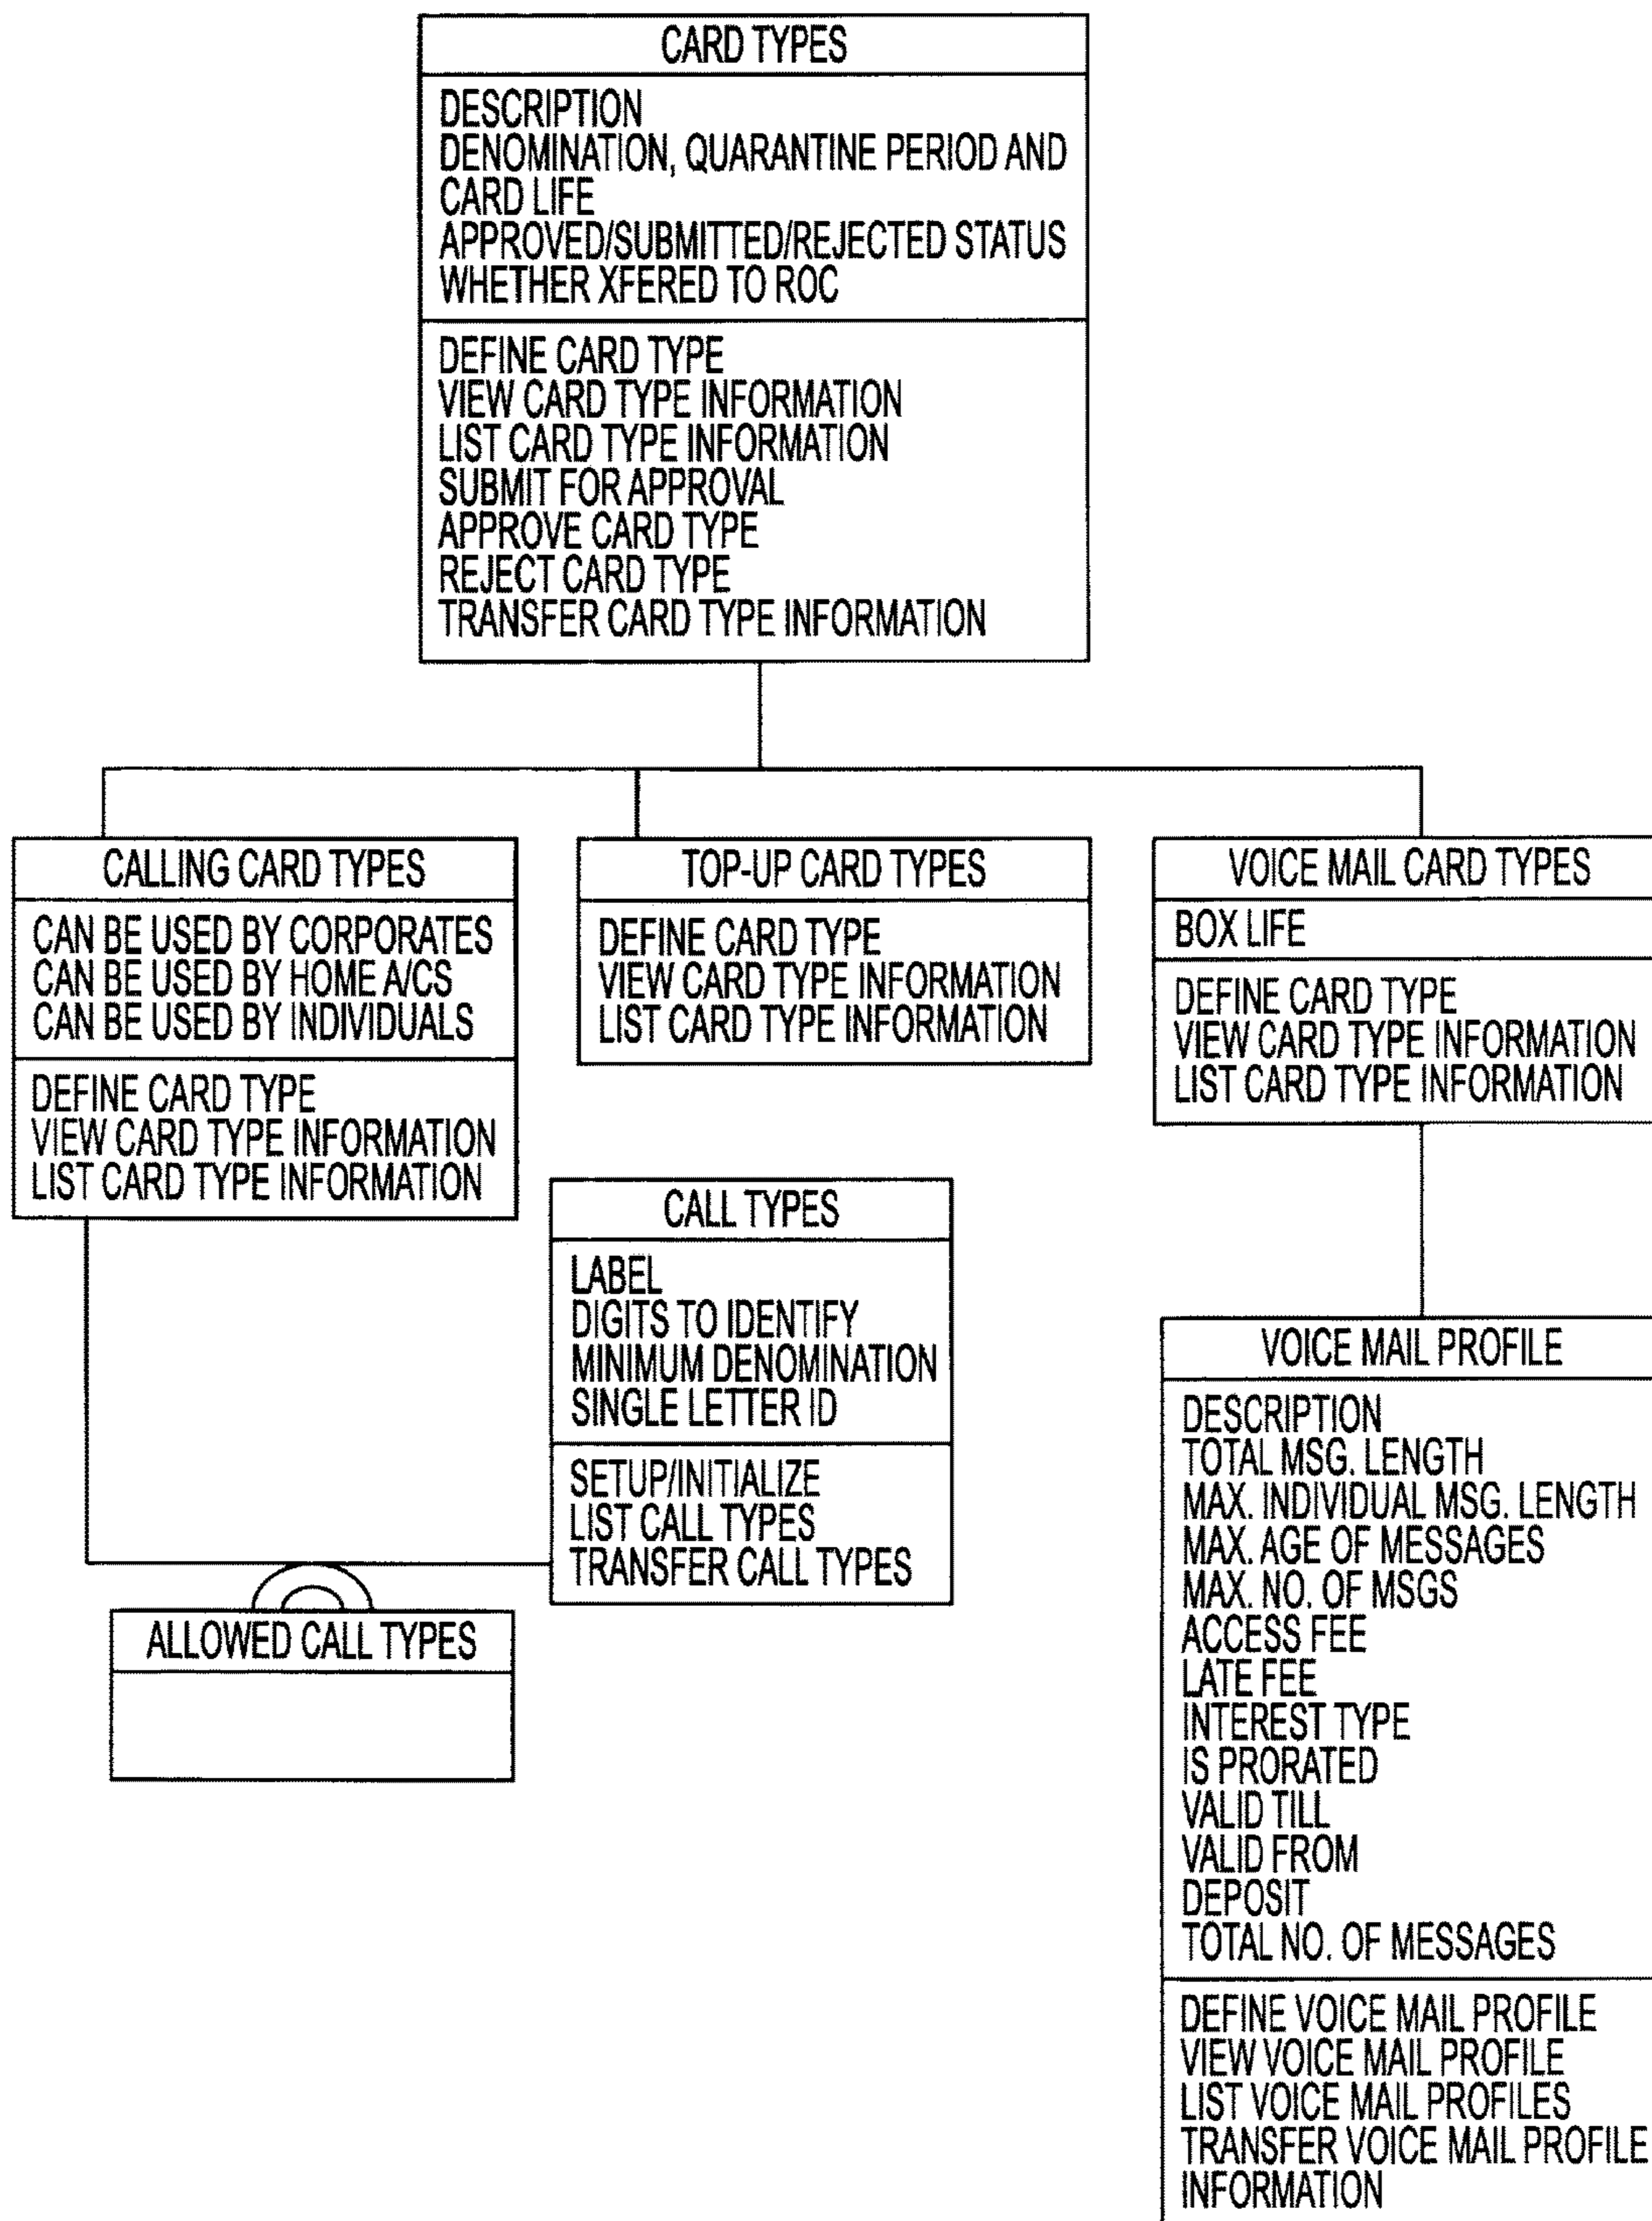 CARD TYPES
DESCRIPTION
DENOMINATION, QUARANTINE PERIOD AND
CARD LIFE
APPROVED/SUBMITTED/REJECTED STATUS
WHETHER XFERED TO ROC
DEFINE CARD TYPE
VIEW CARD TYPE INFORMATION
LIST CARD TYPE INFORMATION
SUBMIT FOR APPROVAL
APPROVE CARD TYPE
REJECT CARD TYPE
TRANSFER CARD TYPE INFORMATION
CALLING CARD TYPES
CAN BE USED BY CORPORATES
CAN BE USED BY HOME A/CS
CAN BE USED BY INDIVIDUALS
DEFINE CARD TYPE
VIEW CARD TYPE INFORMATION
LIST CARD TYPE INFORMATION
TOP-UP CARD TYPES
DEFINE CARD TYPE
VIEW CARD TYPE INFORMATION
LIST CARD TYPE INFORMATION
VOICE MAIL CARD TYPES
BOX LIFE
DEFINE CARD TYPE
VIEW CARD TYPE INFORMATION
LIST CARD TYPE INFORMATION
CALL TYPES
LABEL
DIGITS TO IDENTIFY
MINIMUM DENOMINATION
SINGLE LETTER ID
SETUP/INITIALIZE
LIST CALL TYPES
TRANSFER CALL TYPES
ALLOWED CALL TYPES
VOICE MAIL PROFILE
DESCRIPTION
TOTAL MSG. LENGTH
MAX. INDIVIDUAL MSG. LENGTH
MAX. AGE OF MESSAGES
MAX. NO. OF MSGS
ACCESS FEE
LATE FEE
INTEREST TYPE
IS PRORATED
VALID TILL
VALID FROM
DEPOSIT
TOTAL NO. OF MESSAGES
DEFINE VOICE MAIL PROFILE
VIEW VOICE MAIL PROFILE
LIST VOICE MAIL PROFILES
TRANSFER VOICE MAIL PROFILE
INFORMATION